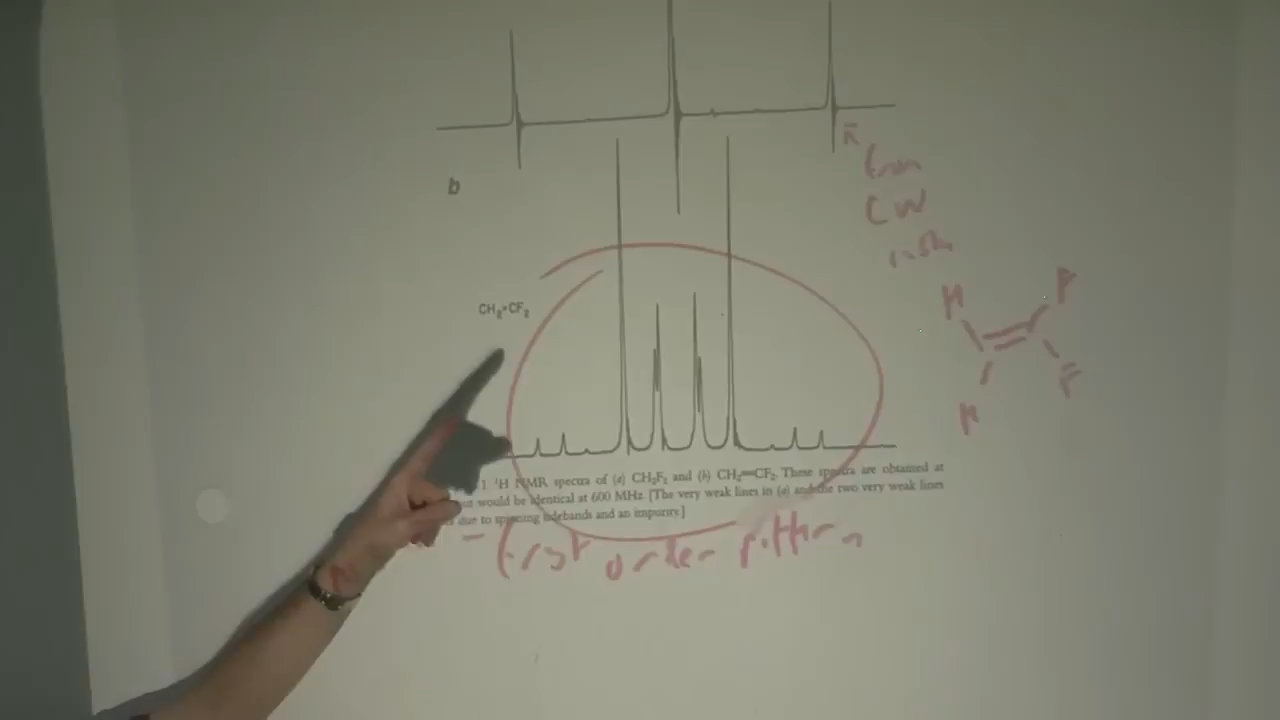 b
from
CW
CH₂=CF₂
H F
F
H
1 ¹H NMR spectra of (a) CH₂F₂ and (b) CH₂=CF₂. These spectra are obtained at
but would be identical at 600 MHz. [The very weak lines in (a) and the two very weak lines
due to spinning sidebands and an impurity.]
- first order pattern